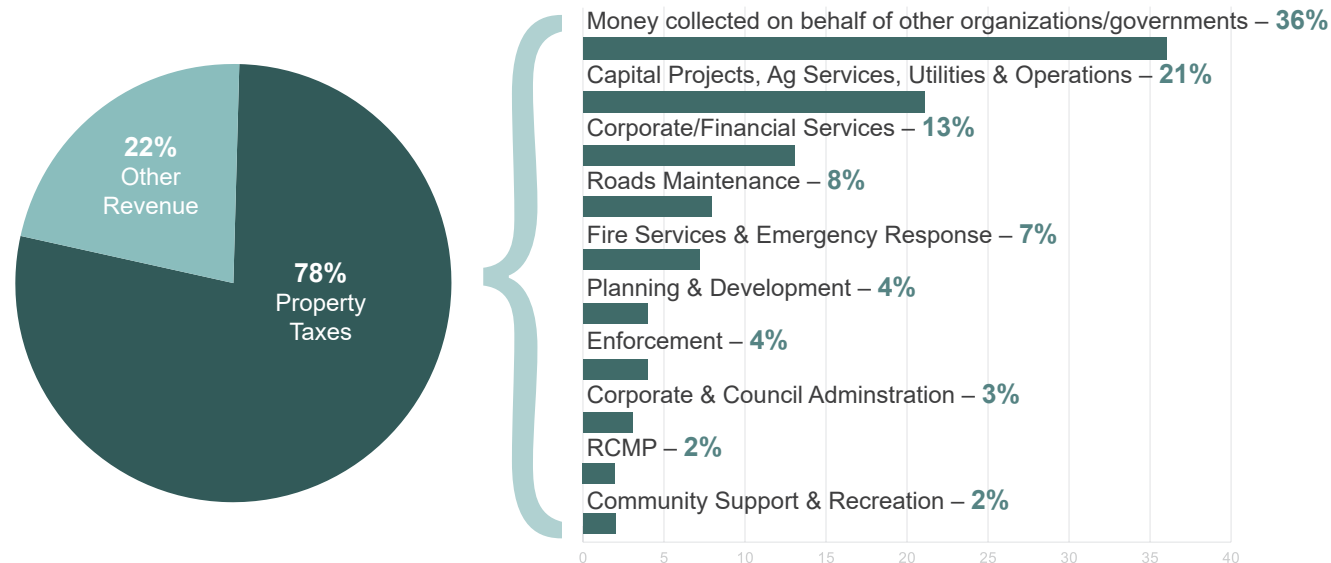 22%
Other
Revenue
78%
Property
Taxes
Money collected on behalf of other organizations/governments – 36%
Capital Projects, Ag Services, Utilities & Operations – 21%
Corporate/Financial Services – 13%
Roads Maintenance – 8%
Fire Services & Emergency Response – 7%
Planning & Development – 4%
Enforcement – 4%
Corporate & Council Adminstration – 3%
RCMP – 2%
Community Support & Recreation – 2%
0 5 10 15 20 25 30 35 40